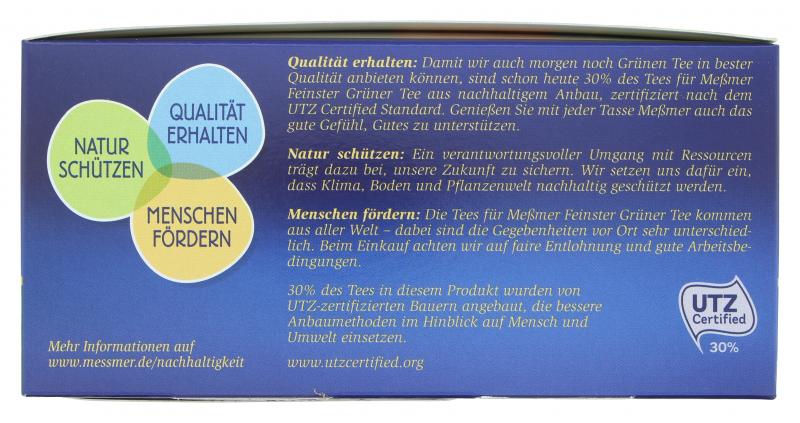 QUALITÄT
ERHALTEN
NATUR
SCHÜTZEN
MENSCHEN
FÖRDERN
Mehr Informationen auf
www.messmer.de/nachhaltigkeit
Qualität erhalten: Damit wir auch morgen noch Grünen Tee in bester
Qualität anbieten können, sind schon heute 30% des Tees für Meßmer
Feinster Grüner Tee aus nachhaltigem Anbau, zertifiziert nach dem
UTZ Certified Standard. Genießen Sie mit jeder Tasse Meßmer auch das
gute Gefühl, Gutes zu unterstützen.
Natur schützen: Ein verantwortungsvoller Umgang mit Ressourcen
trägt dazu bei, unsere Zukunft zu sichern. Wir setzen uns dafür ein,
dass Klima, Boden und Pflanzenwelt nachhaltig geschützt werden.
Menschen fördern: Die Tees für Meßmer Feinster Grüner Tee kommen
aus aller Welt – dabei sind die Gegebenheiten vor Ort sehr unterschied-
lich. Beim Einkauf achten wir auf faire Entlohnung und gute Arbeitsbe-
dingungen.
30% des Tees in diesem Produkt wurden von
UTZ-zertifizierten Bauern angebaut, die bessere
Anbaumethoden im Hinblick auf Mensch und
Umwelt einsetzen.
www.utzcertified.org
UTZ
Certified
30%